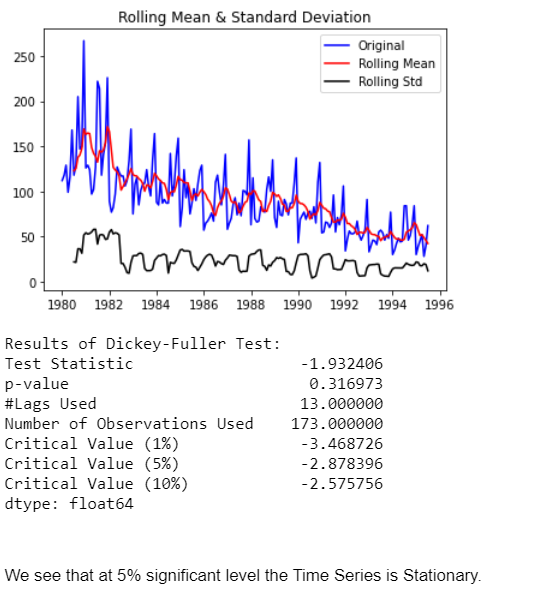 Rolling Mean & Standard Deviation
Original
Rolling Mean
Rolling Std
250
200
150
100
50
0
1980 1982 1984 1986 1988 1990 1992 1994 1996
Results of Dickey-Fuller Test:
Test Statistic -1.932406
p-value 0.316973
#Lags Used 13.000000
Number of Observations Used 173.000000
Critical Value (1%) -3.468726
Critical Value (5%) -2.878396
Critical Value (10%) -2.575756
dtype: float64
We see that at 5% significant level the Time Series is Stationary.